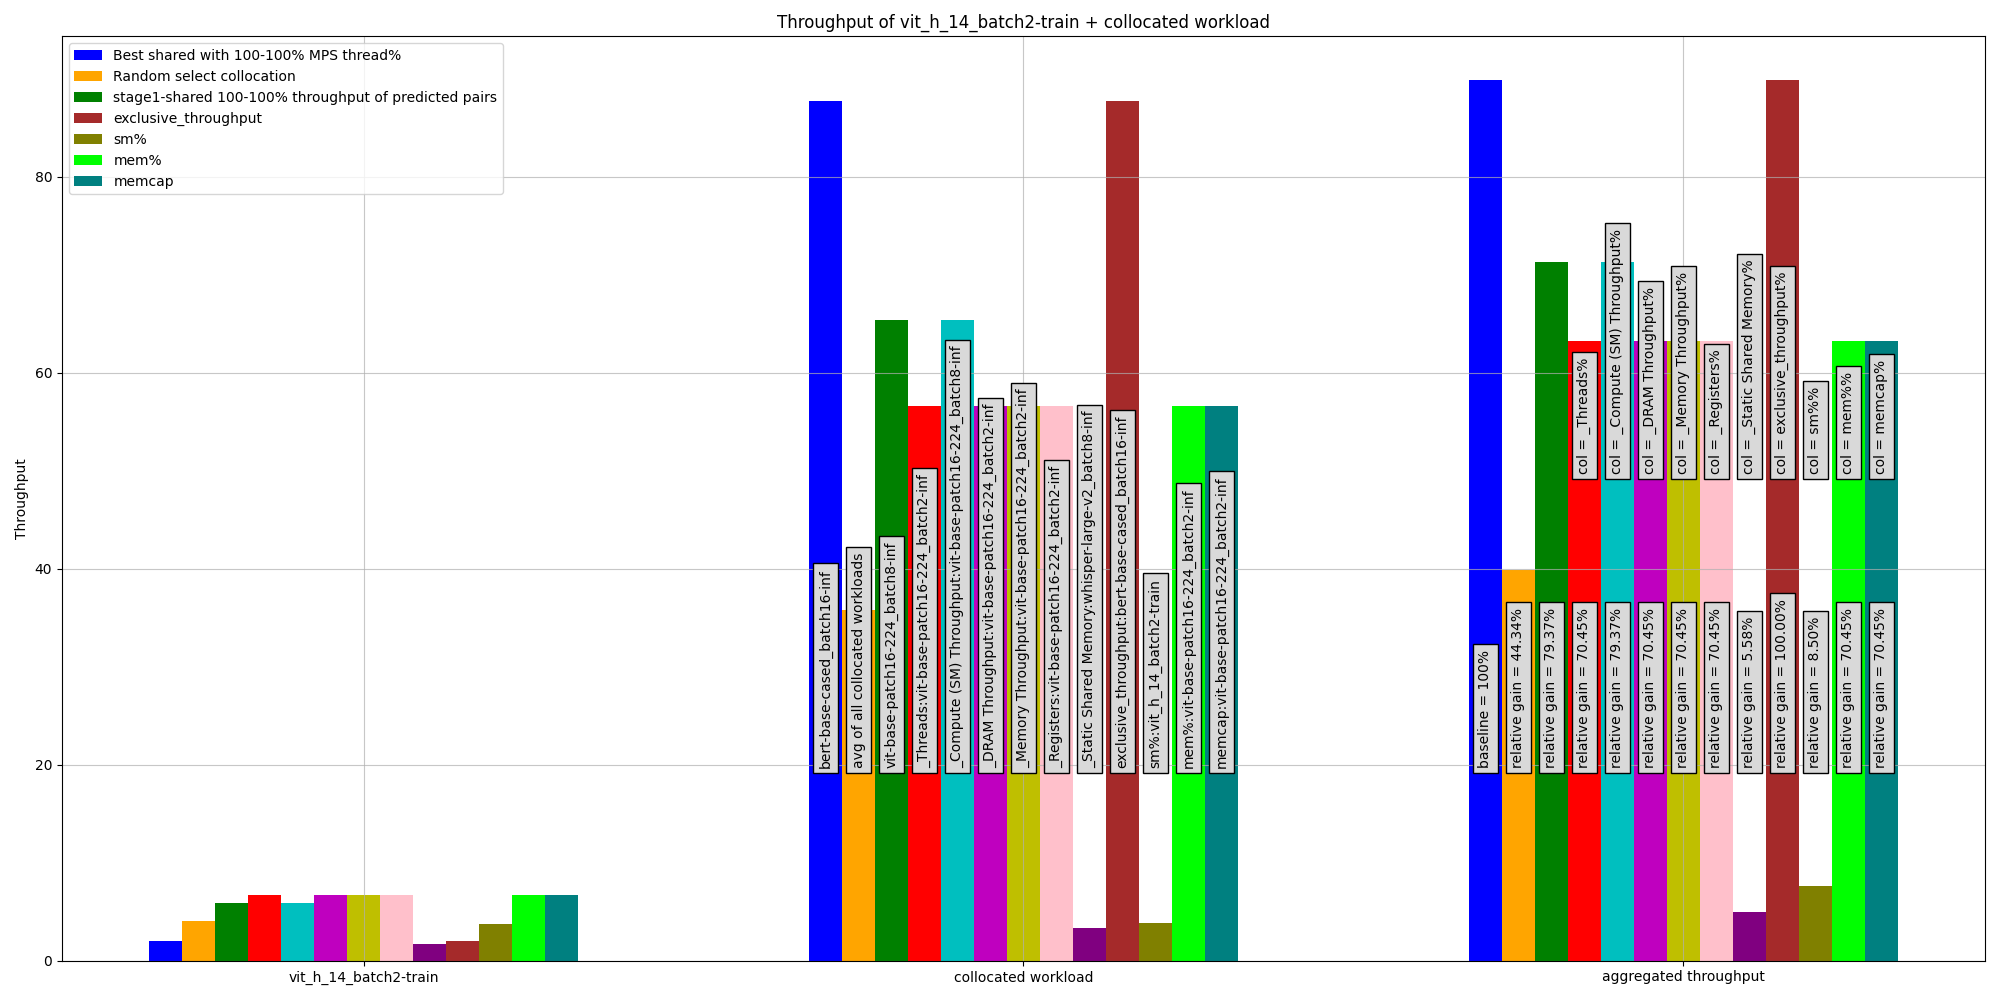 Throughput of vit_h_14_batch2-train + collocated workload
Best shared with 100-100% MPS thread%
Random select collocation
stage1-shared 100-100% throughput of predicted pairs
exclusive_throughput
sm%
mem%
memcap
Throughput
80
60
40
20
0
bert-base-cased_batch16-inf
avg of all collocated workloads
vit-base-patch16-224_batch8-inf
_Threads:vit-base-patch16-224_batch2-inf
_Compute (SM) Throughput:vit-base-patch16-224_batch8-inf
_DRAM Throughput:vit-base-patch16-224_batch2-inf
_Memory Throughput:vit-base-patch16-224_batch2-inf
_Registers:vit-base-patch16-224_batch2-inf
_Static Shared Memory:whisper-large-v2_batch8-inf
exclusive_throughput:bert-base-cased_batch16-inf
sm%:vit_h_14_batch2-train
mem%:vit-base-patch16-224_batch2-inf
memcap:vit-base-patch16-224_batch2-inf
col = _Threads%
col = _Compute (SM) Throughput%
col = _DRAM Throughput%
col = _Memory Throughput%
col = _Registers%
col = _Static Shared Memory%
col = exclusive_throughput%
col = sm%%
col = mem%%
col = memcap%
baseline = 100%
relative gain = 44.34%
relative gain = 79.37%
relative gain = 70.45%
relative gain = 79.37%
relative gain = 70.45%
relative gain = 70.45%
relative gain = 70.45%
relative gain = 5.58%
relative gain = 100.00%
relative gain = 8.50%
relative gain = 70.45%
relative gain = 70.45%
vit_h_14_batch2-train
collocated workload
aggregated throughput